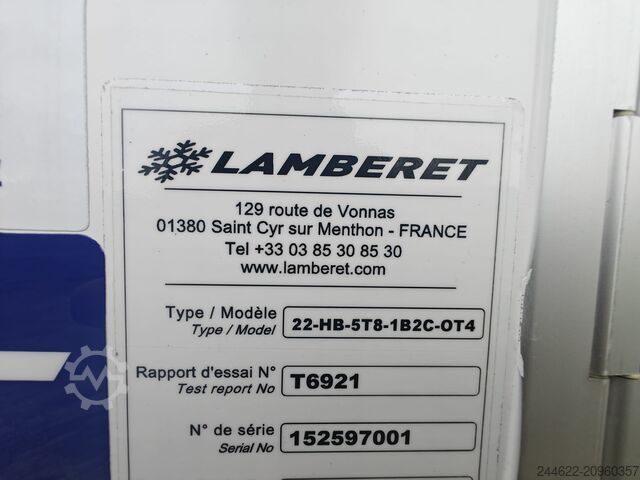 LAMBERET
129 route de Vonnas
01380 Saint Cyr sur Menthon - FRANCE
Tel +33 03 85 30 85 30
www.lamberet.com
Type / Modèle
Type / Model
22-HB-5T8-1B2C-OT4
Rapport d'essai N°
Test report No
T6921
N° de série
Serial No
152597001
244622-20960357